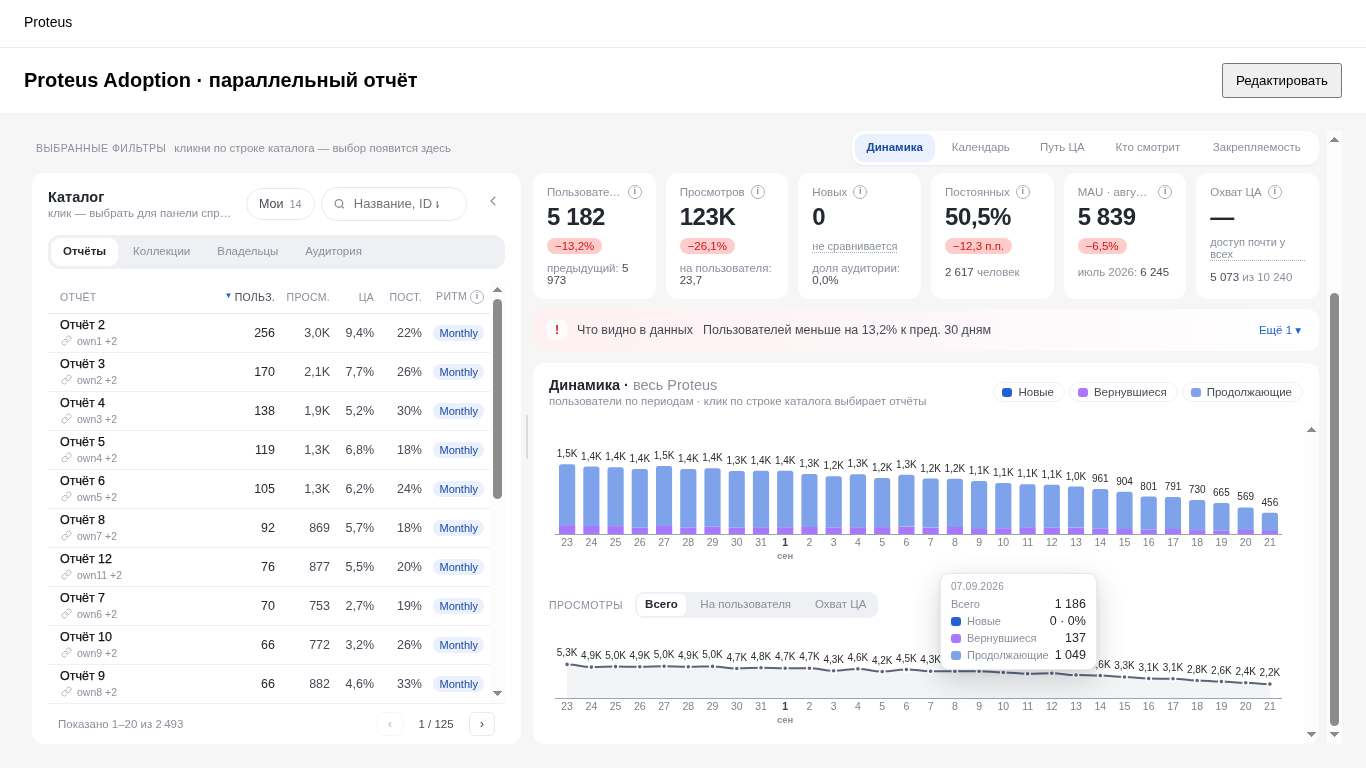 Proteus
Proteus Adoption · параллельный отчёт
Редактировать
ВЫБРАННЫЕ ФИЛЬТРЫ кликни по строке каталога — выбор появится здесь
Динамика Календарь Путь ЦА Кто смотрит Закрепляемость
Каталог
клик — выбрать для панели спр…
Мои 14
Название, ID и
Отчёты Коллекции Владельцы Аудитория
ОТЧЁТ ▼ ПОЛЬЗ. ПРОСМ. ЦА ПОСТ. РИТМ i
Отчёт 2 256 3,0K 9,4% 22% Monthly
own1 +2
Отчёт 3 170 2,1K 7,7% 26% Monthly
own2 +2
Отчёт 4 138 1,9K 5,2% 30% Monthly
own3 +2
Отчёт 5 119 1,3K 6,8% 18% Monthly
own4 +2
Отчёт 6 105 1,3K 6,2% 24% Monthly
own5 +2
Отчёт 8 92 869 5,7% 18% Monthly
own7 +2
Отчёт 12 76 877 5,5% 20% Monthly
own11 +2
Отчёт 7 70 753 2,7% 19% Monthly
own6 +2
Отчёт 10 66 772 3,2% 26% Monthly
own9 +2
Отчёт 9 66 882 4,6% 33% Monthly
own8 +2
Показано 1–20 из 2 493
‹ 1 / 125 ›
Пользовате… i
5 182
−13,2%
предыдущий: 5
973
Просмотров i
123K
−26,1%
на пользователя:
23,7
Новых i
0
не сравнивается
доля аудитории:
0,0%
Постоянных i
50,5%
−12,3 п.п.
2 617 человек
MAU · авгу… i
5 839
−6,5%
июль 2026: 6 245
Охват ЦА i
—
доступ почти у
всех
5 073 из 10 240
! Что видно в данных Пользователей меньше на 13,2% к пред. 30 дням
Ещё 1 ▾
Динамика · весь Proteus
пользователи по периодам · клик по строке каталога выбирает отчёты
Новые Вернувшиеся Продолжающие
1,5K 1,4K 1,4K 1,4K 1,5K 1,4K 1,4K 1,3K 1,4K 1,4K 1,3K 1,2K 1,3K 1,2K 1,3K 1,2K 1,2K 1,1K 1,1K 1,1K 1,1K 1,0K 961 904 801 791 730 665 569 456
23 24 25 26 27 28 29 30 31 1 2 3 4 5 6 7 8 9 10 11 12 13 14 15 16 17 18 19 20 21
сен
ПРОСМОТРЫ Всего На пользователя Охват ЦА
07.09.2026
Всего 1 186
Новые 0 · 0%
Вернувшиеся 137
Продолжающие 1 049
5,3K 4,9K 5,0K 4,9K 5,0K 4,9K 5,0K 4,7K 4,8K 4,7K 4,7K 4,3K 4,6K 4,2K 4,5K 4,3K 3,3K 3,1K 3,1K 2,8K 2,6K 2,4K 2,2K
23 24 25 26 27 28 29 30 31 1 2 3 4 5 6 7 8 9 10 11 12 13 14 15 16 17 18 19 20 21
сен